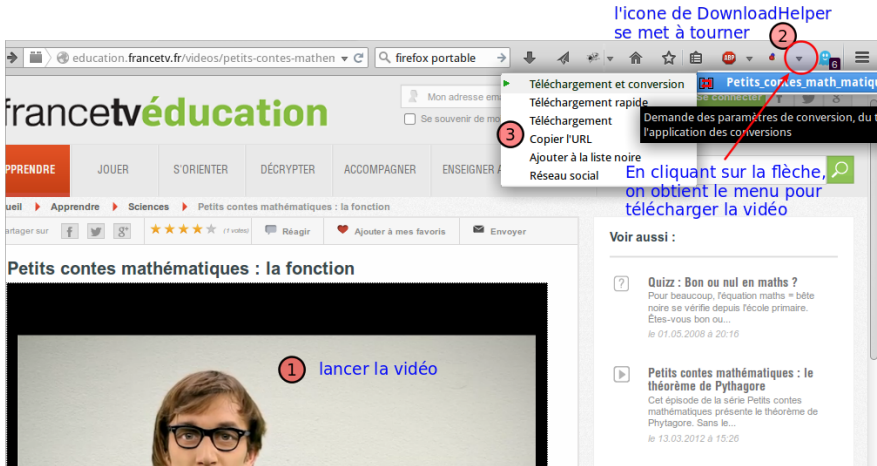 l'icone de DownloadHelper
se met à tourner
2
education.francetv.fr/videos/petits-contes-mathen
firefox portable
ABP
6
Téléchargement et conversion
Téléchargement rapide
Téléchargement
Copier l'URL
Ajouter à la liste noire
Réseau social
3
Petits_contes_math_matiqu
Demande des paramètres de conversion, du t
l'application des conversions
francetvéducation
Mon adresse ema
Se souvenir de mo
Se connecter
En cliquant sur la flèche,
on obtient le menu pour
télécharger la vidéo
PPRENDRE
JOUER
S'ORIENTER
DÉCRYPTER
ACCOMPAGNER
ENSEIGNER A
ueil
Apprendre
Sciences
Petits contes mathématiques : la fonction
artager sur
(1 votes)
Réagir
Ajouter à mes favoris
Envoyer
Petits contes mathématiques : la fonction
1
lancer la vidéo
Voir aussi :
Quizz : Bon ou nul en maths ?
Pour beaucoup, l'équation maths = bête
noire se vérifie depuis l'école primaire.
Êtes-vous bon ou...
le 01.05.2008 à 20:16
Petits contes mathématiques : le
théorème de Pythagore
Cet épisode de la série Petits contes
mathématiques présente le théorème de
Phytagore. Sans le...
le 13.03.2012 à 15:26